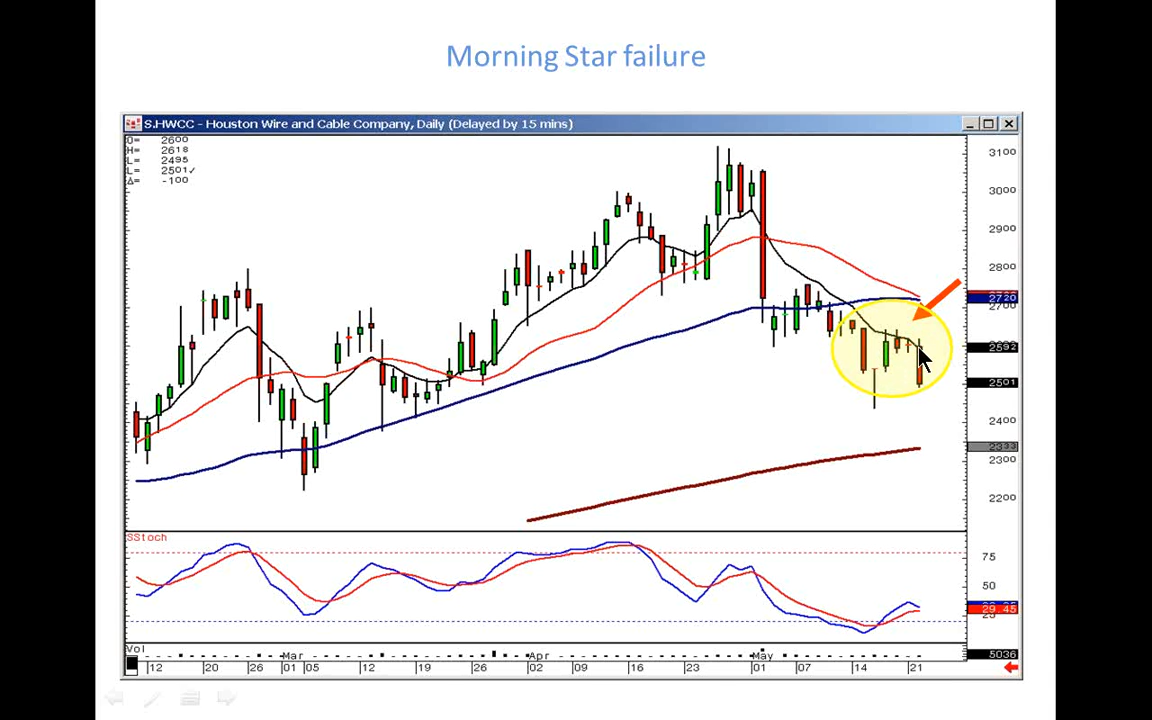 Morning Star failure
S.HWCC - Houston Wire and Cable Company, Daily (Delayed by 15 mins)
O= 2600
H= 2618
L= 2495
L= 2501✓
Δ= -100
3100
3000
2900
2800
2720
2700
2592
2501
2400
2300
2200
SStoch
75
50
29.45
25
Vol
Mar
Apr
May
5036
12
20
26
01
05
12
19
26
02
09
16
23
01
07
14
21